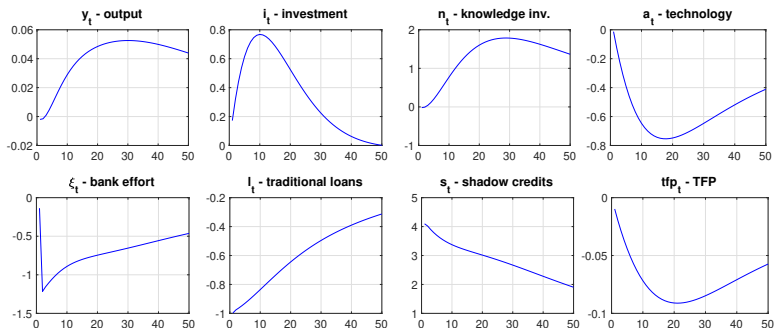 y_t - output
i_t - investment
n_t - knowledge inv.
a_t - technology
0.06
0.04
0.02
0
-0.02
0 10 20 30 40 50
0.8
0.6
0.4
0.2
0
0 10 20 30 40 50
2
1
0
-1
0 10 20 30 40 50
0
-0.2
-0.4
-0.6
-0.8
0 10 20 30 40 50
ξ_t - bank effort
l_t - traditional loans
s_t - shadow credits
tfp_t - TFP
0
-0.5
-1
-1.5
0 10 20 30 40 50
-0.2
-0.4
-0.6
-0.8
-1
0 10 20 30 40 50
5
4
3
2
1
0 10 20 30 40 50
0
-0.05
-0.1
0 10 20 30 40 50